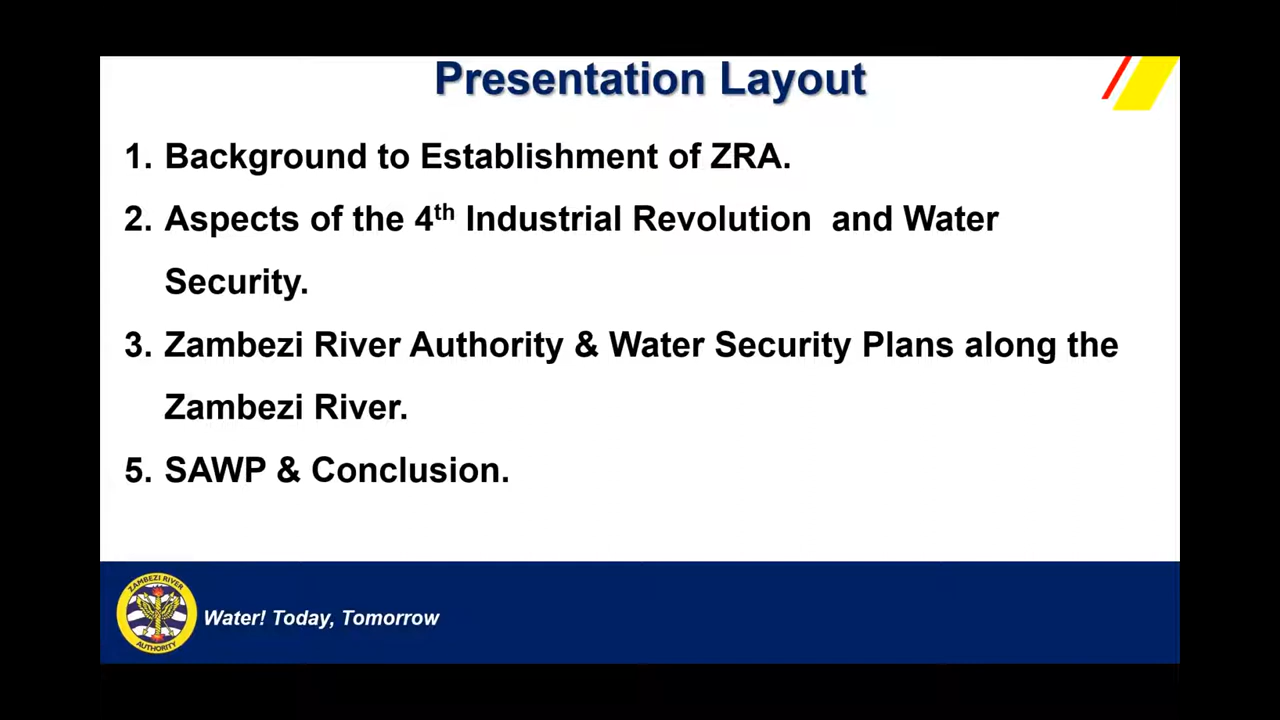 Presentation Layout
1. Background to Establishment of ZRA.
2. Aspects of the 4th Industrial Revolution and Water
Security.
3. Zambezi River Authority & Water Security Plans along the
Zambezi River.
5. SAWP & Conclusion.
ZAMBEZI RIVER
AUTHORITY
Water! Today, Tomorrow